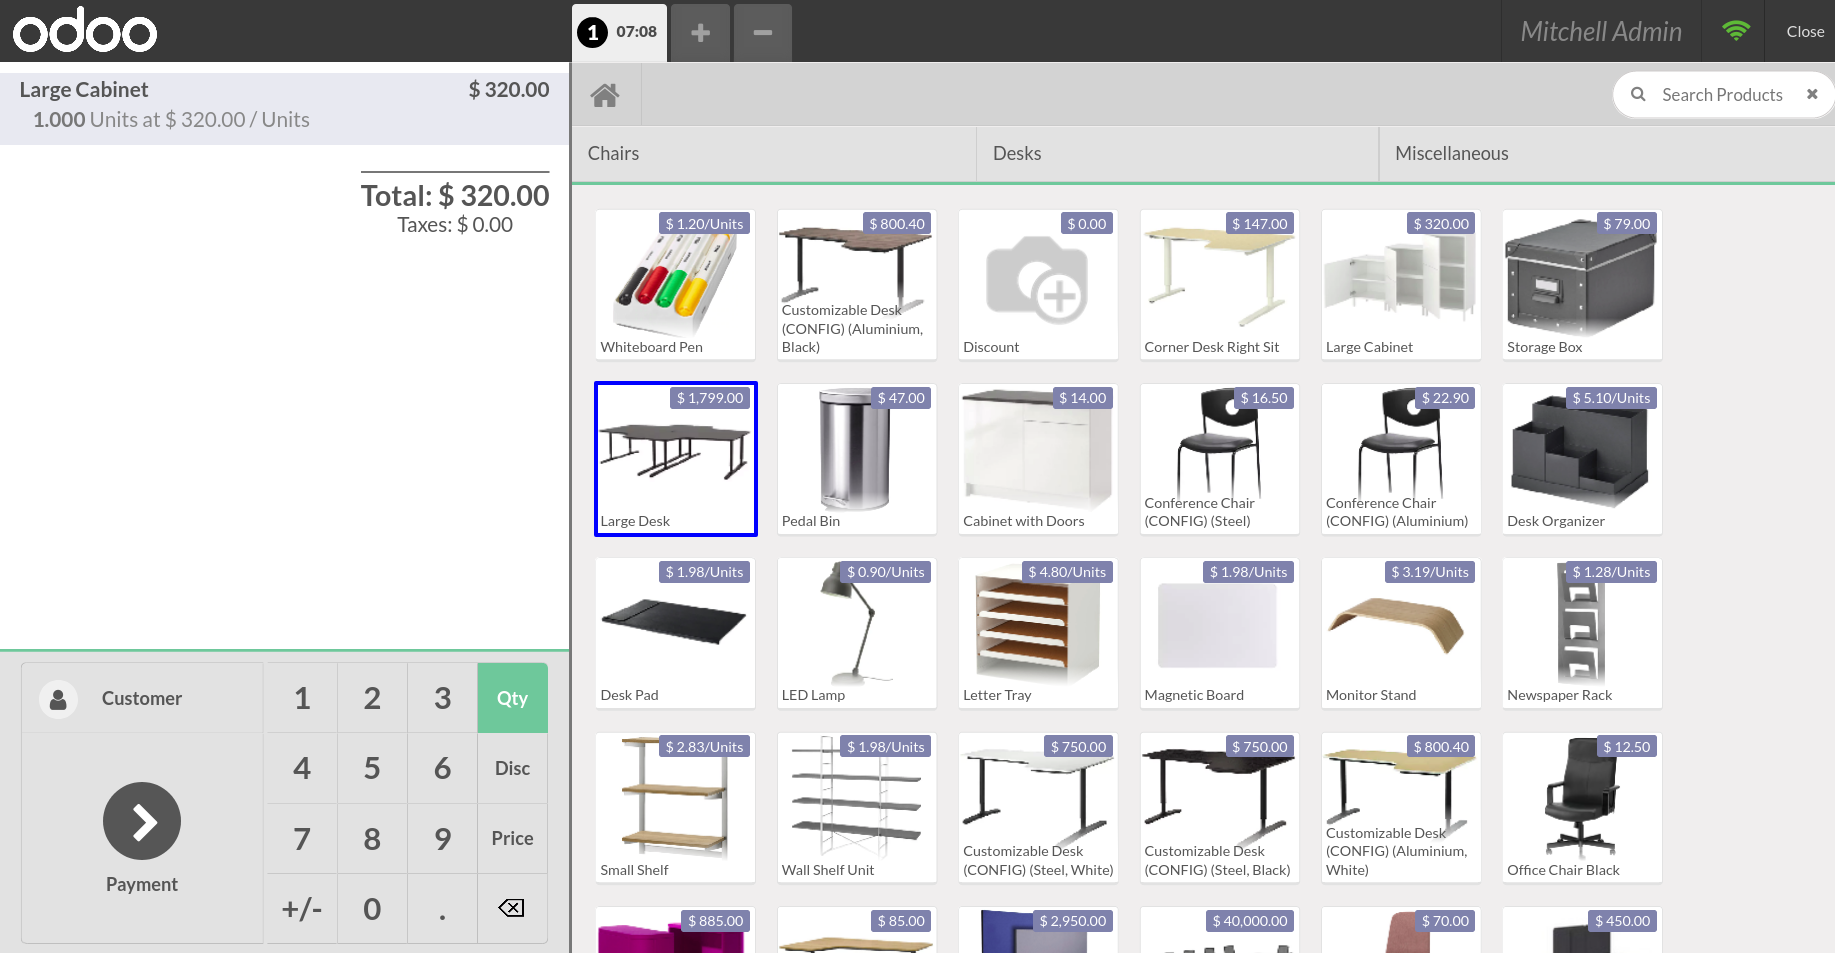 odoo
1 07:08 + −
Mitchell Admin
Close
Large Cabinet $ 320.00
1.000 Units at $ 320.00 / Units
Total: $ 320.00
Taxes: $ 0.00
Customer
Payment
1 2 3 Qty
4 5 6 Disc
7 8 9 Price
+/- 0 .
Search Products
Chairs
Desks
Miscellaneous
$ 1.20/Units
Whiteboard Pen
$ 800.40
Customizable Desk
(CONFIG) (Aluminium,
Black)
$ 0.00
Discount
$ 147.00
Corner Desk Right Sit
$ 320.00
Large Cabinet
$ 79.00
Storage Box
$ 1,799.00
Large Desk
$ 47.00
Pedal Bin
$ 14.00
Cabinet with Doors
$ 16.50
Conference Chair
(CONFIG) (Steel)
$ 22.90
Conference Chair
(CONFIG) (Aluminium)
$ 5.10/Units
Desk Organizer
$ 1.98/Units
Desk Pad
$ 0.90/Units
LED Lamp
$ 4.80/Units
Letter Tray
$ 1.98/Units
Magnetic Board
$ 3.19/Units
Monitor Stand
$ 1.28/Units
Newspaper Rack
$ 2.83/Units
Small Shelf
$ 1.98/Units
Wall Shelf Unit
$ 750.00
Customizable Desk
(CONFIG) (Steel, White)
$ 750.00
Customizable Desk
(CONFIG) (Steel, Black)
$ 800.40
Customizable Desk
(CONFIG) (Aluminium,
White)
$ 12.50
Office Chair Black
$ 885.00
$ 85.00
$ 2,950.00
$ 40,000.00
$ 70.00
$ 450.00